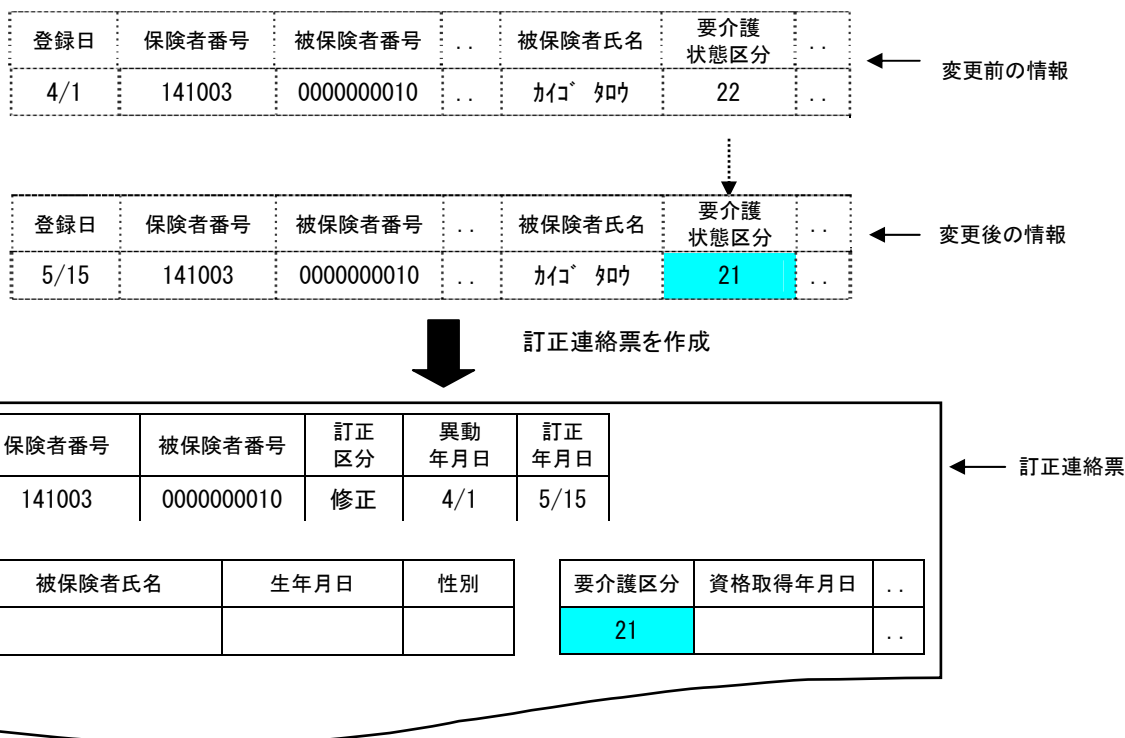 登録日 保険者番号 被保険者番号 .. 被保険者氏名 要介護状態区分 ..
4/1 141003 0000000010 .. ｶｲｺﾞ ﾀﾛｳ 22 ..
変更前の情報
登録日 保険者番号 被保険者番号 .. 被保険者氏名 要介護状態区分 ..
5/15 141003 0000000010 .. ｶｲｺﾞ ﾀﾛｳ 21 ..
変更後の情報
訂正連絡票を作成
保険者番号 被保険者番号 訂正区分 異動年月日 訂正年月日
141003 0000000010 修正 4/1 5/15
訂正連絡票
被保険者氏名 生年月日 性別 要介護区分 資格取得年月日 ..
21 ..